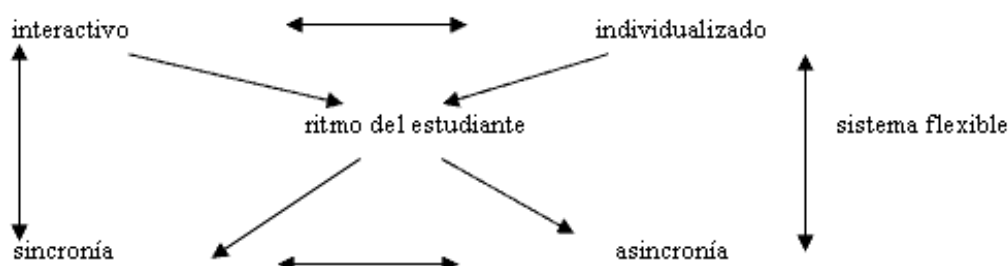 interactivo individualizado
ritmo del estudiante sistema flexible
sincronía asincronía